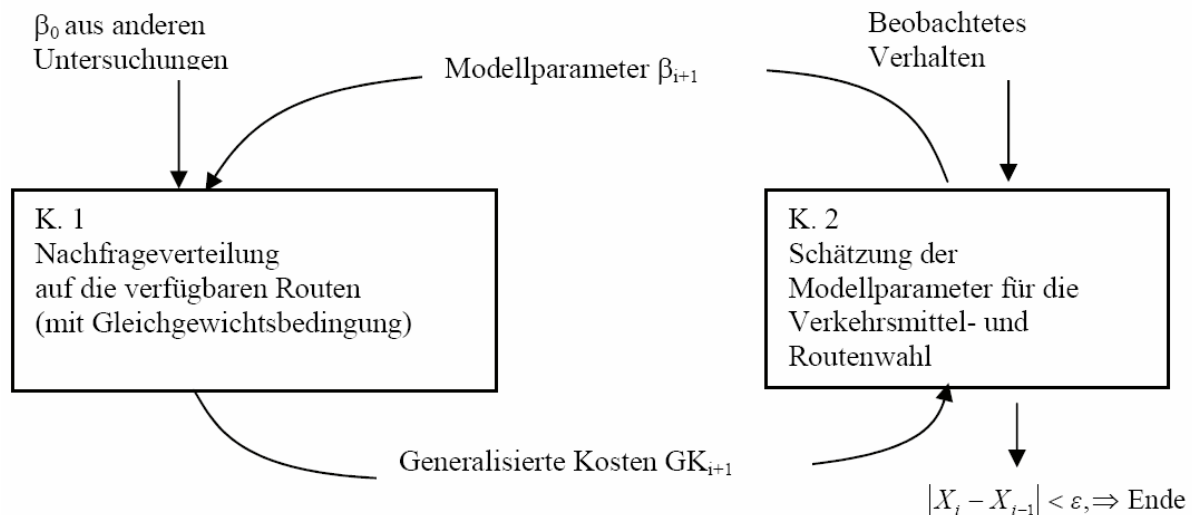 β₀ aus anderen
Untersuchungen
Modellparameter βᵢ₊₁
Beobachtetes
Verhalten
K. 1
Nachfrageverteilung
auf die verfügbaren Routen
(mit Gleichgewichtsbedingung)
K. 2
Schätzung der
Modellparameter für die
Verkehrsmittel- und
Routenwahl
Generalisierte Kosten GKᵢ₊₁
|Xᵢ − Xᵢ₋₁| < ε,⇒ Ende